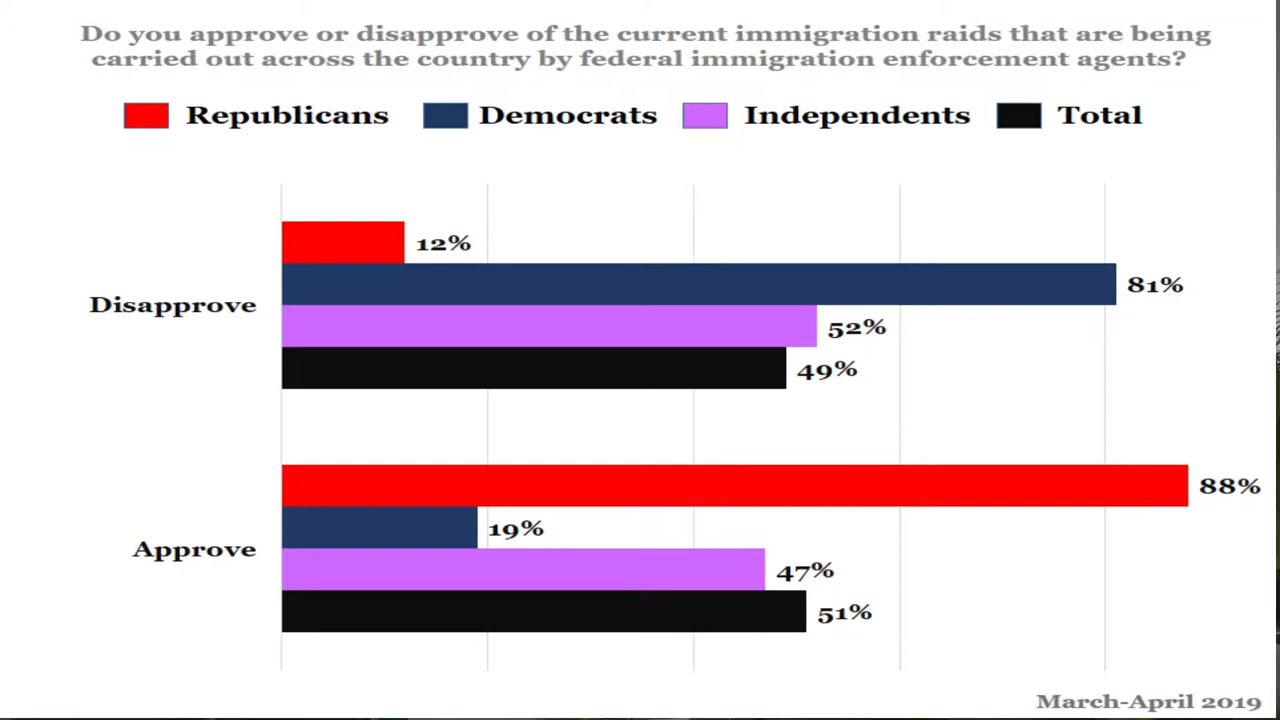 Do you approve or disapprove of the current immigration raids that are being
carried out across the country by federal immigration enforcement agents?
Republicans Democrats Independents Total
12%
81%
Disapprove
52%
49%
88%
19%
Approve
47%
51%
March-April 2019